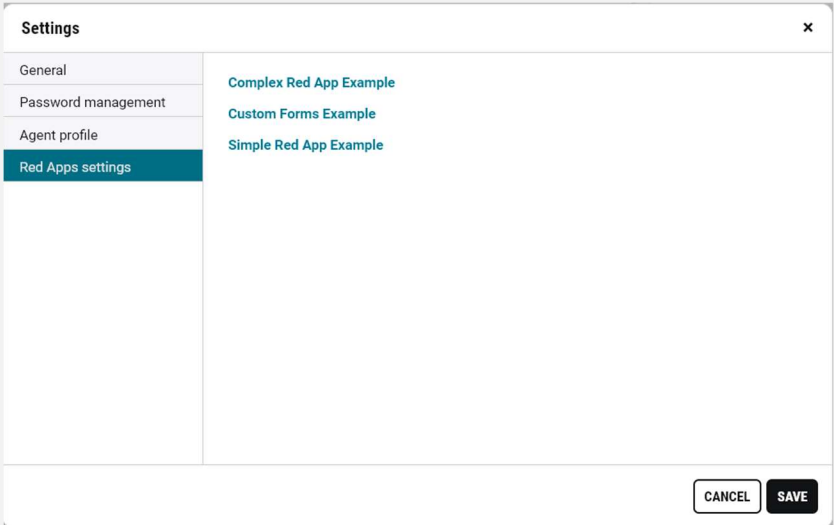 Settings
×
General
Password management
Agent profile
Red Apps settings
Complex Red App Example
Custom Forms Example
Simple Red App Example
CANCEL
SAVE